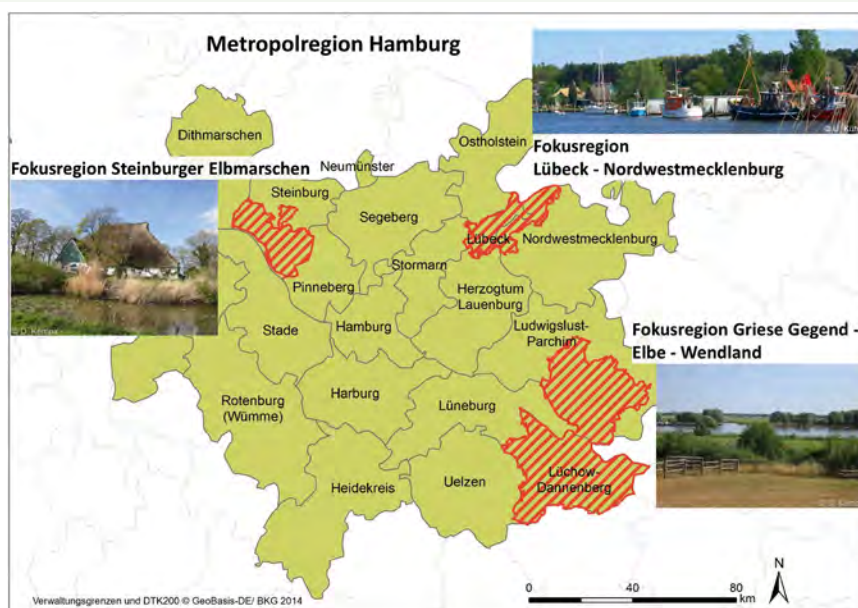 Metropolregion Hamburg
Dithmarschen
Ostholstein
Neumünster
Fokusregion
Lübeck - Nordwestmecklenburg
Fokusregion Steinburger Elbmarschen
Steinburg
Segeberg
Lübeck
Nordwestmecklenburg
Stormarn
Pinneberg
Herzogtum
Lauenburg
Stade
Hamburg
Ludwigslust-
Parchim
Fokusregion Griese Gegend -
Elbe - Wendland
Harburg
Rotenburg
(Wümme)
Lüneburg
Lüchow-
Dannenberg
Uelzen
Heidekreis
N
0 40 80
km
Verwaltungsgrenzen und DTK200 © GeoBasis-DE/ BKG 2014